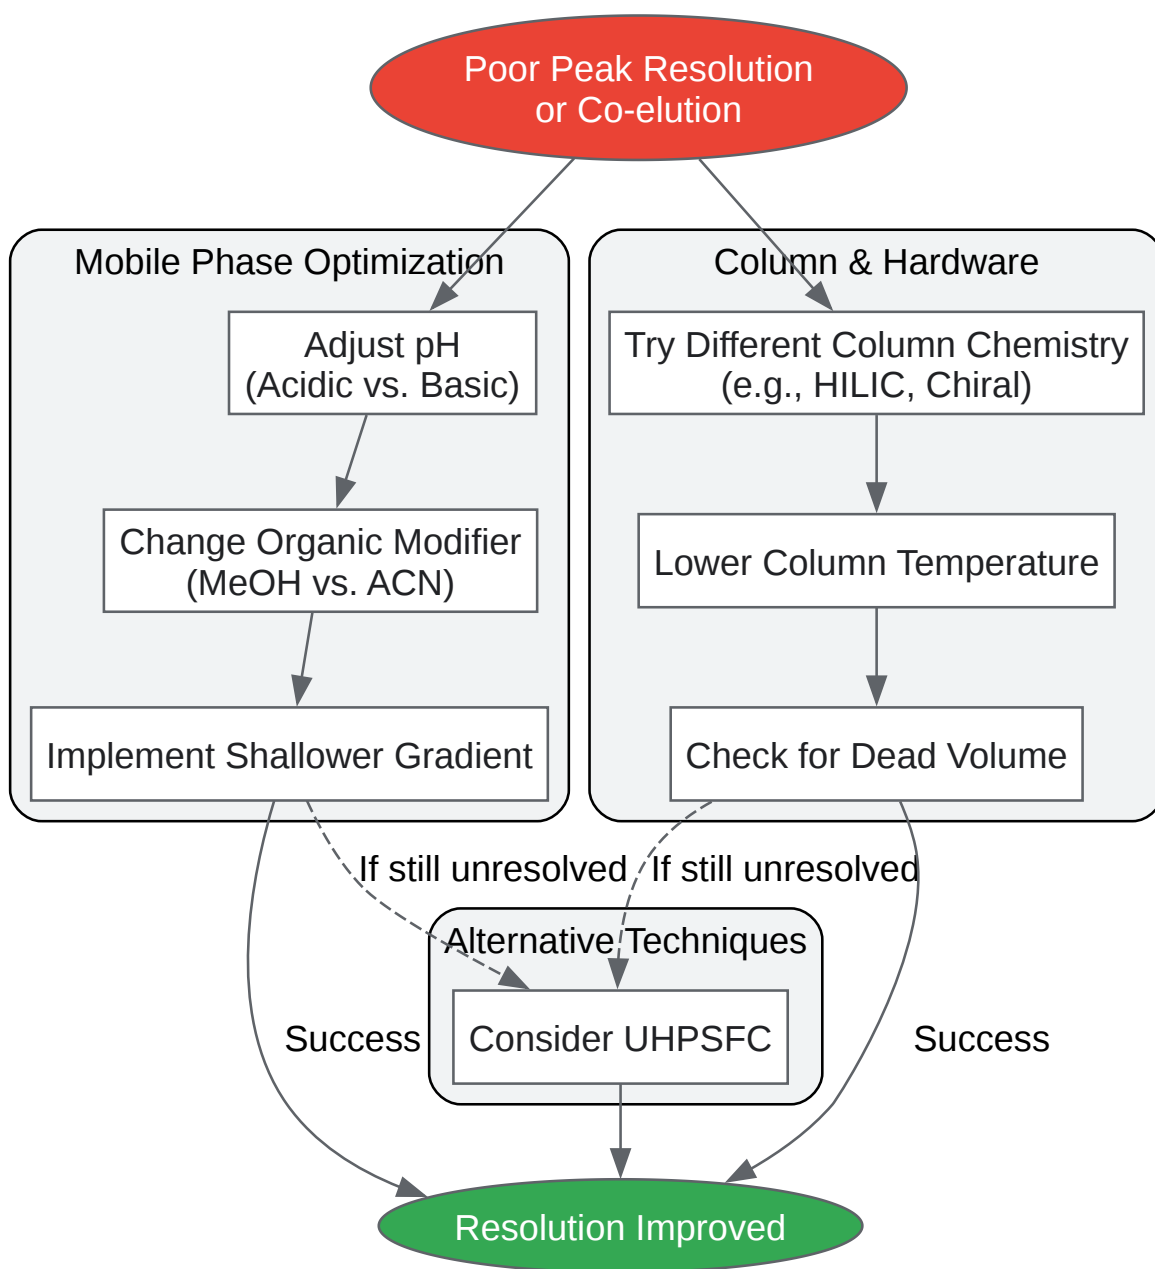 Poor Peak Resolution
or Co-elution
Mobile Phase Optimization
Column & Hardware
Adjust pH
(Acidic vs. Basic)
Try Different Column Chemistry
(e.g., HILIC, Chiral)
Change Organic Modifier
(MeOH vs. ACN)
Lower Column Temperature
Implement Shallower Gradient
Check for Dead Volume
If still unresolved
If still unresolved
Alternative Techniques
Consider UHPSFC
Success
Success
Resolution Improved